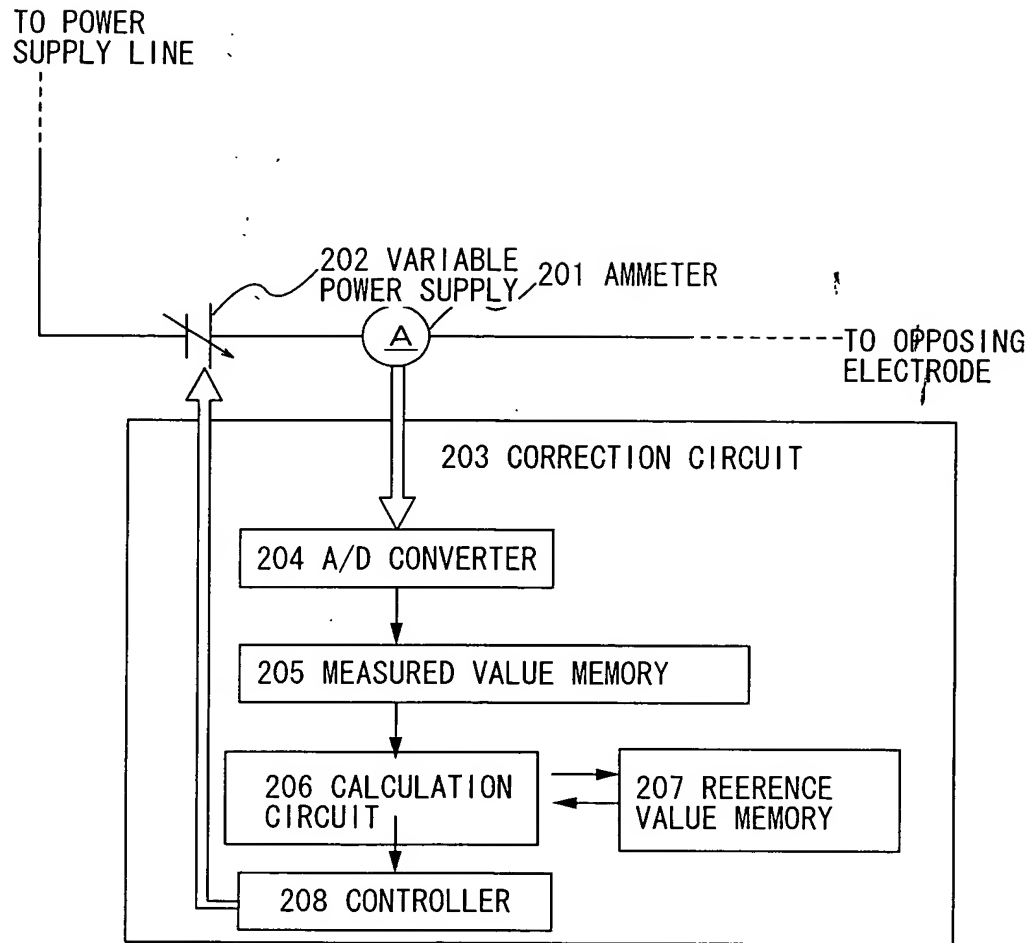 TO POWER
SUPPLY LINE
202 VARIABLE
POWER SUPPLY
201 AMMETER
A
TO OPPOSING
ELECTRODE
203 CORRECTION CIRCUIT
204 A/D CONVERTER
205 MEASURED VALUE MEMORY
206 CALCULATION
CIRCUIT
207 REERENCE
VALUE MEMORY
208 CONTROLLER